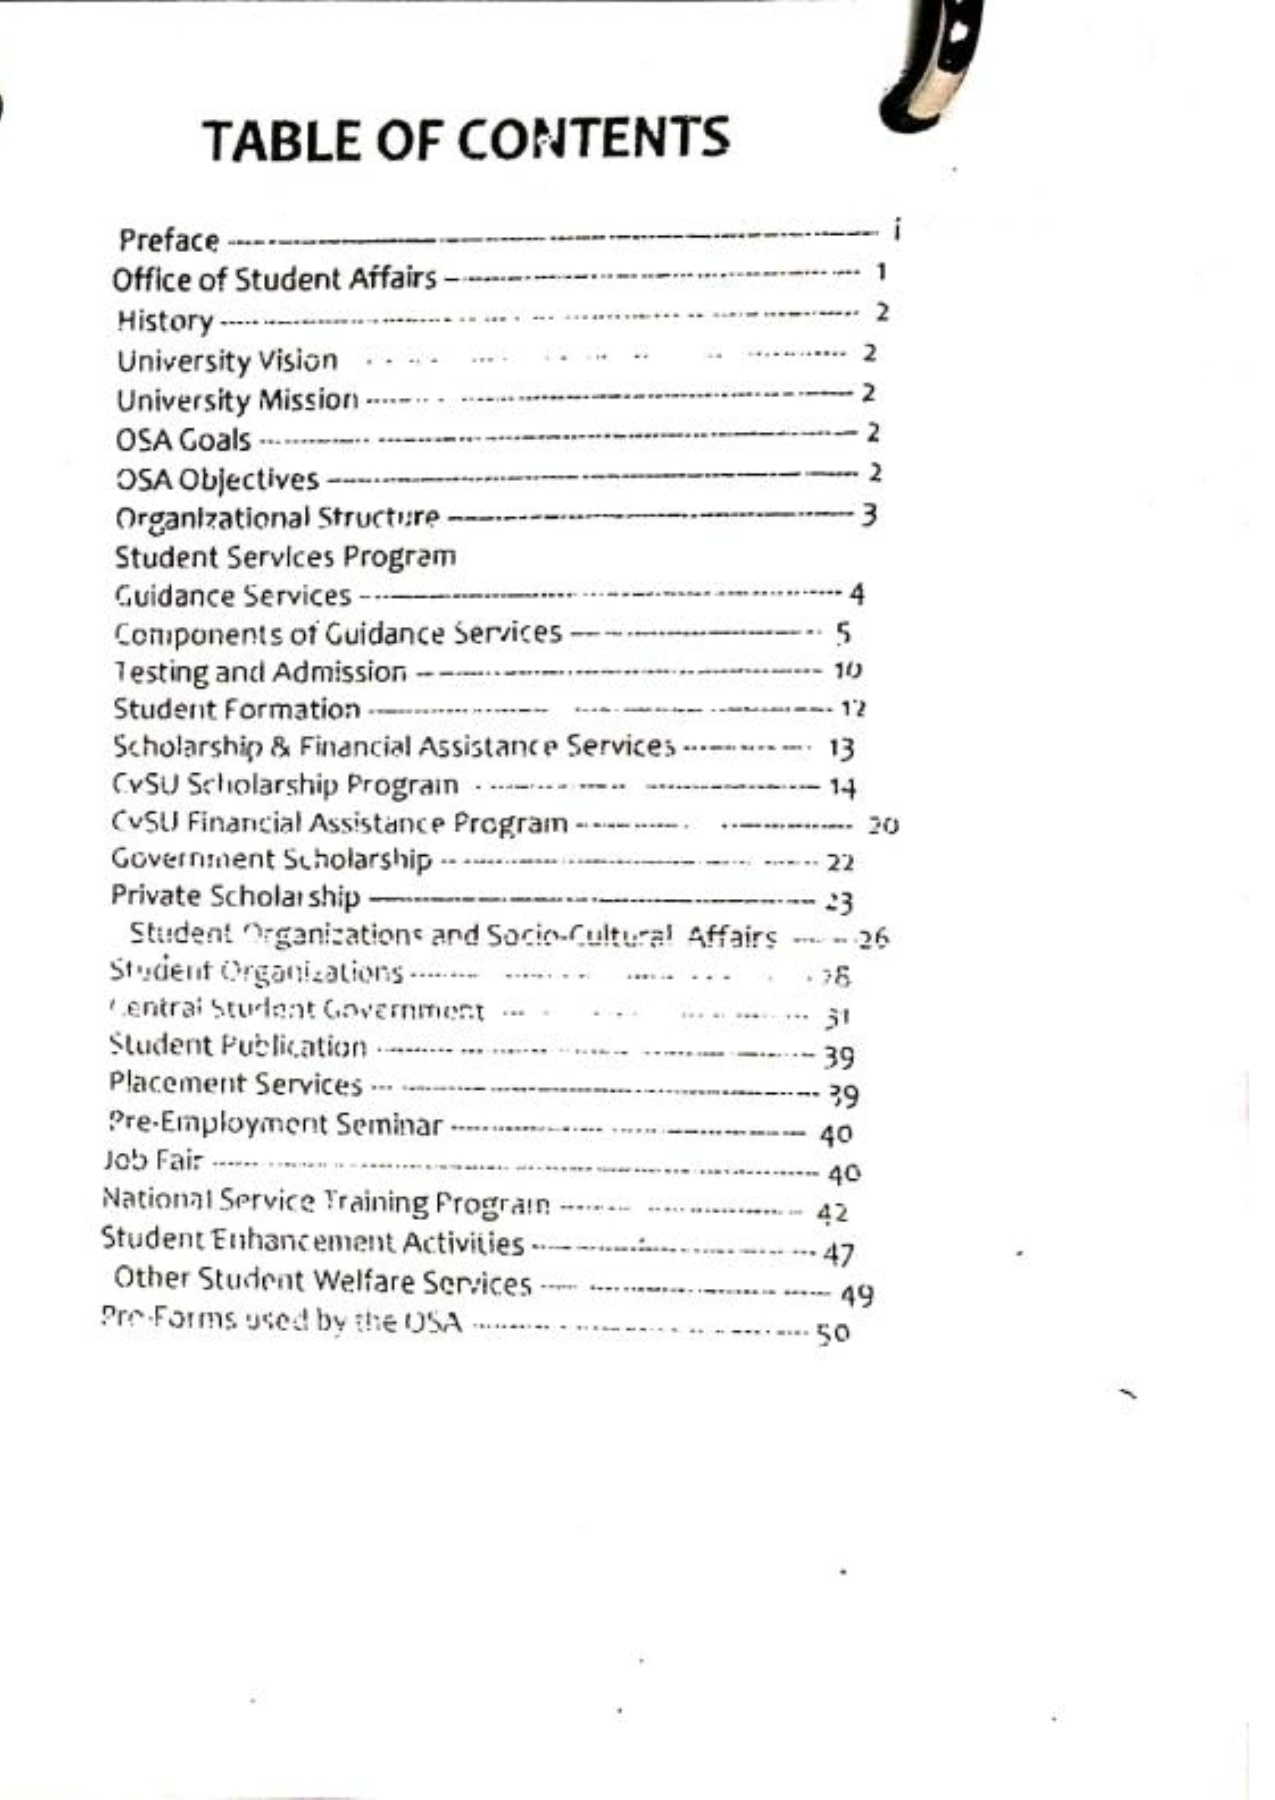 TABLE OF CONTENTS
Preface i
Office of Student Affairs 1
History 2
University Vision 2
University Mission 2
OSA Goals 2
OSA Objectives 2
Organizational Structure 3
Student Services Program
Guidance Services 4
Components of Guidance Services 5
Testing and Admission 10
Student Formation 12
Scholarship & Financial Assistance Services 13
CvSU Scholarship Program 14
CvSU Financial Assistance Program 20
Government Scholarship 22
Private Scholarship 23
Student Organizations and Socio-Cultural Affairs 26
Student Organizations
Central Student Government 31
Student Publication 39
Placement Services 39
Pre-Employment Seminar 40
Job Fair 40
National Service Training Program 42
Student Enhancement Activities 47
Other Student Welfare Services 49
Pro-Forms used by the OSA 50